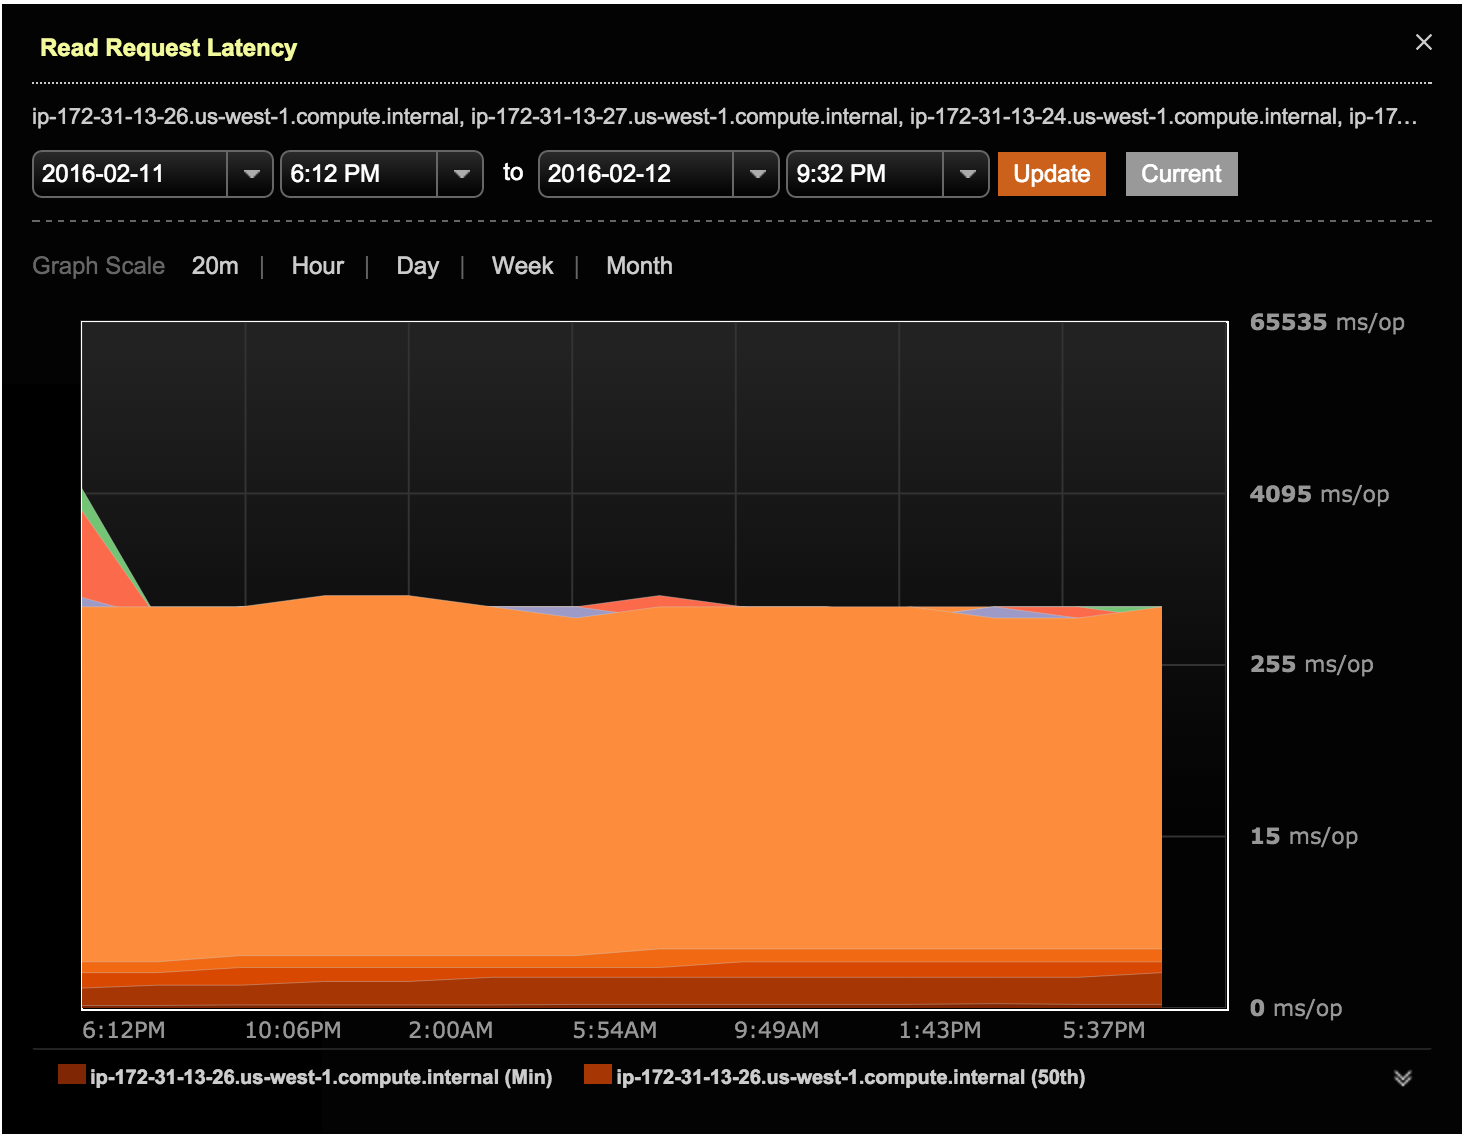 Read Request Latency
ip-172-31-13-26.us-west-1.compute.internal, ip-172-31-13-27.us-west-1.compute.internal, ip-172-31-13-24.us-west-1.compute.internal, ip-17...
2016-02-11 6:12 PM to 2016-02-12 9:32 PM Update Current
Graph Scale 20m | Hour | Day | Week | Month
65535 ms/op
4095 ms/op
255 ms/op
15 ms/op
0 ms/op
6:12PM 10:06PM 2:00AM 5:54AM 9:49AM 1:43PM 5:37PM
ip-172-31-13-26.us-west-1.compute.internal (Min) ip-172-31-13-26.us-west-1.compute.internal (50th)